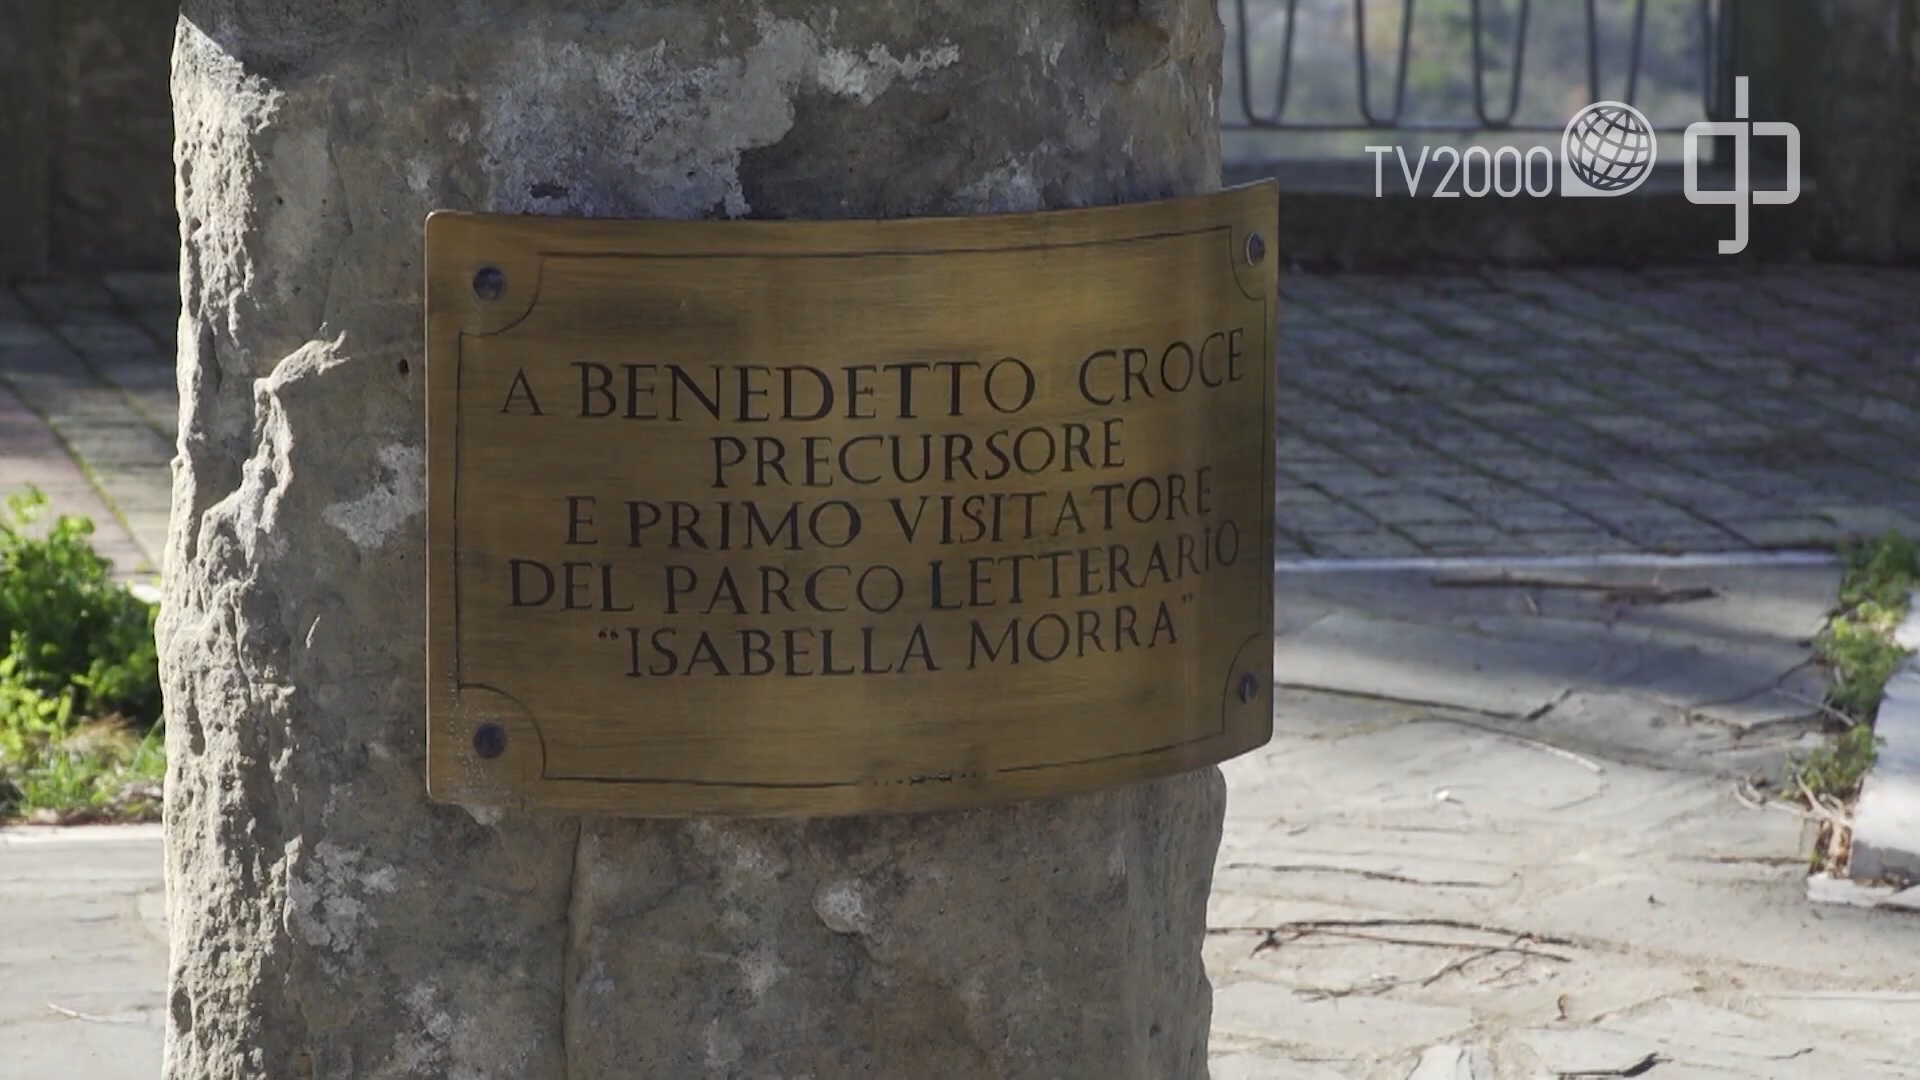 TV2000
A BENEDETTO CROCE
PRECURSORE
E PRIMO VISITATORE
DEL PARCO LETTERARIO
“ISABELLA MORRA”